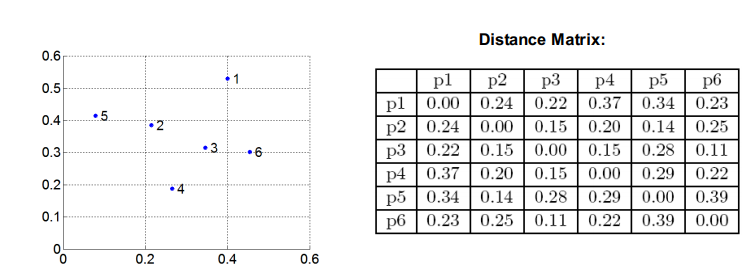 Distance Matrix:
0.6
0.5
0.4
0.3
0.2
0.1
0
0 0.2 0.4 0.6
1
5
2
3
6
4
p1 p2 p3 p4 p5 p6
p1 0.00 0.24 0.22 0.37 0.34 0.23
p2 0.24 0.00 0.15 0.20 0.14 0.25
p3 0.22 0.15 0.00 0.15 0.28 0.11
p4 0.37 0.20 0.15 0.00 0.29 0.22
p5 0.34 0.14 0.28 0.29 0.00 0.39
p6 0.23 0.25 0.11 0.22 0.39 0.00